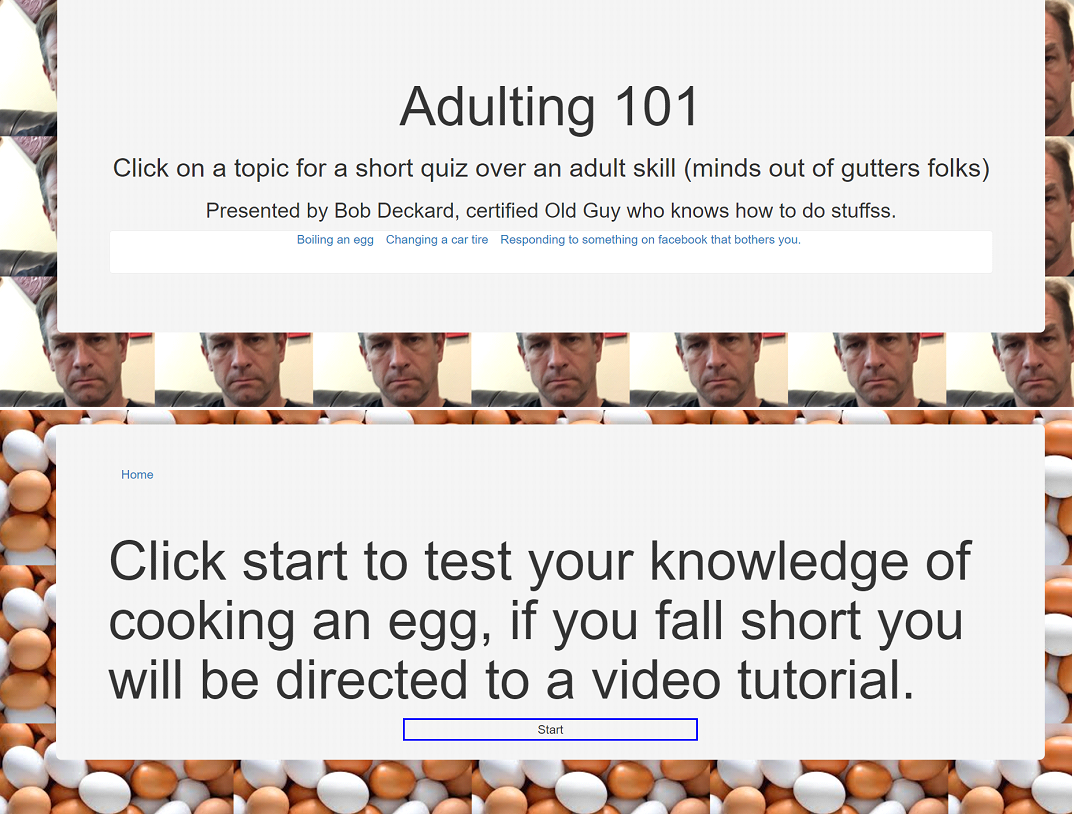 Adulting 101
Click on a topic for a short quiz over an adult skill (minds out of gutters folks)
Presented by Bob Deckard, certified Old Guy who knows how to do stuffss.
Boiling an egg Changing a car tire Responding to something on facebook that bothers you.
Home
Click start to test your knowledge of
cooking an egg, if you fall short you
will be directed to a video tutorial.
Start